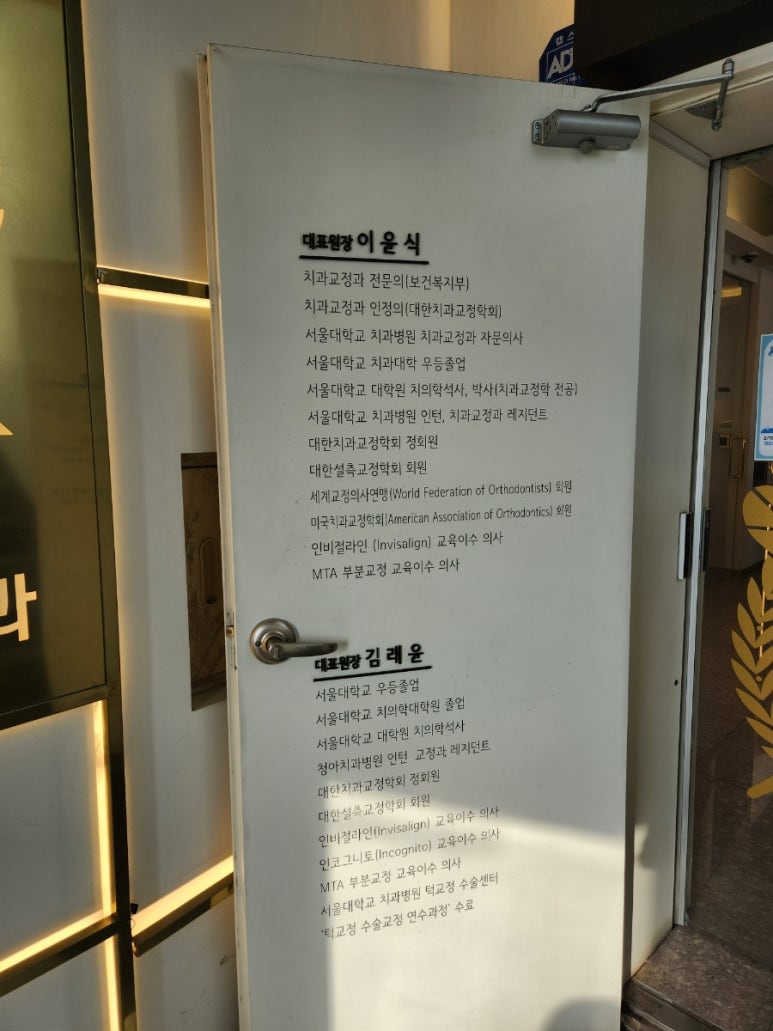 캡스
AD
대표원장 이윤식
치과교정과 전문의(보건복지부)
치과교정과 인정의(대한치과교정학회)
서울대학교 치과병원 치과교정과 자문의사
서울대학교 치과대학 우등졸업
서울대학교 대학원 치의학석사, 박사(치과교정학 전공)
서울대학교 치과병원 인턴, 치과교정과 레지던트
대한치과교정학회 정회원
대한설측교정학회 회원
세계교정의사연맹(World Federation of Orthodontists) 회원
미국치과교정학회(American Association of Orthodontics) 회원
인비절라인 (Invisalign) 교육이수 의사
MTA 부분교정 교육이수 의사
과
대표원장 김래윤
서울대학교 우등졸업
서울대학교 치의학대학원 졸업
서울대학교 대학원 치의학석사
청아치과병원 인턴 교정과, 레지던트
대한치과교정학회 정회원
대한설측교정학회 회원
인비절라인(Invisalign) 교육이수 의사
인코그니토(Incognito) 교육이수 의사
MTA 부분교정 교육이수 의사
서울대학교 치과병원 턱교정 수술센터
'턱교정 수술교정 연수과정' 수료